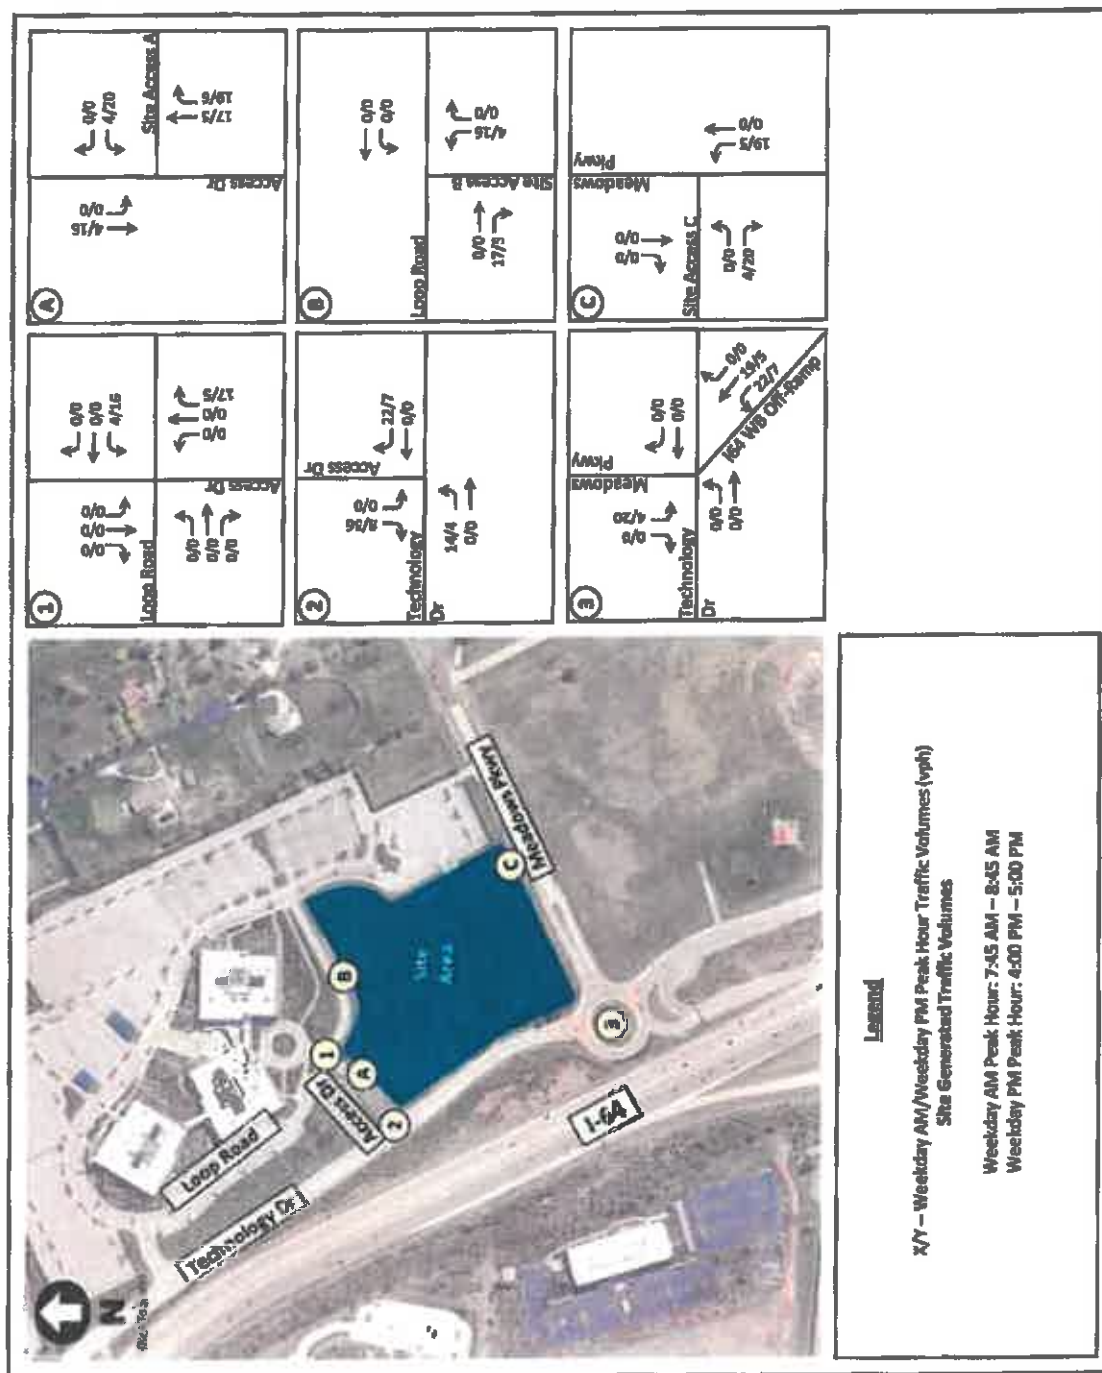 N
Technology Dr
Loop Road
Access Dr
1
A
2
B
Site
Area
C
Meadows Pkwy
3
I-64
1
0/0
0/0
0/0
0/0
0/0
4/16
Loop Road
Access Dr
0/0
0/0
0/0
0/0
0/0
17/5
A
4/16
0/0
0/0
4/20
Site Access A
Access Dr
17/5
19/6
2
8/36
0/0
Access Dr
22/7
0/0
Technology
Dr
14/4
0/0
B
0/0
0/0
Loop Road
Site Access B
0/0
17/5
4/16
0/0
3
0/0
4/20
Meadows
Pkwy
0/0
0/0
Technology
Dr
0/0
0/0
0/0
19/5
22/7
I64 WB Off-Ramp
C
0/0
0/0
Meadows
Pkwy
Site Access C
0/0
4/20
19/5
0/0
Legend
X/Y – Weekday AM/Weekday PM Peak Hour Traffic Volumes (vph)
Site Generated Traffic Volumes
Weekday AM Peak Hour: 7:45 AM – 8:45 AM
Weekday PM Peak Hour: 4:00 PM – 5:00 PM